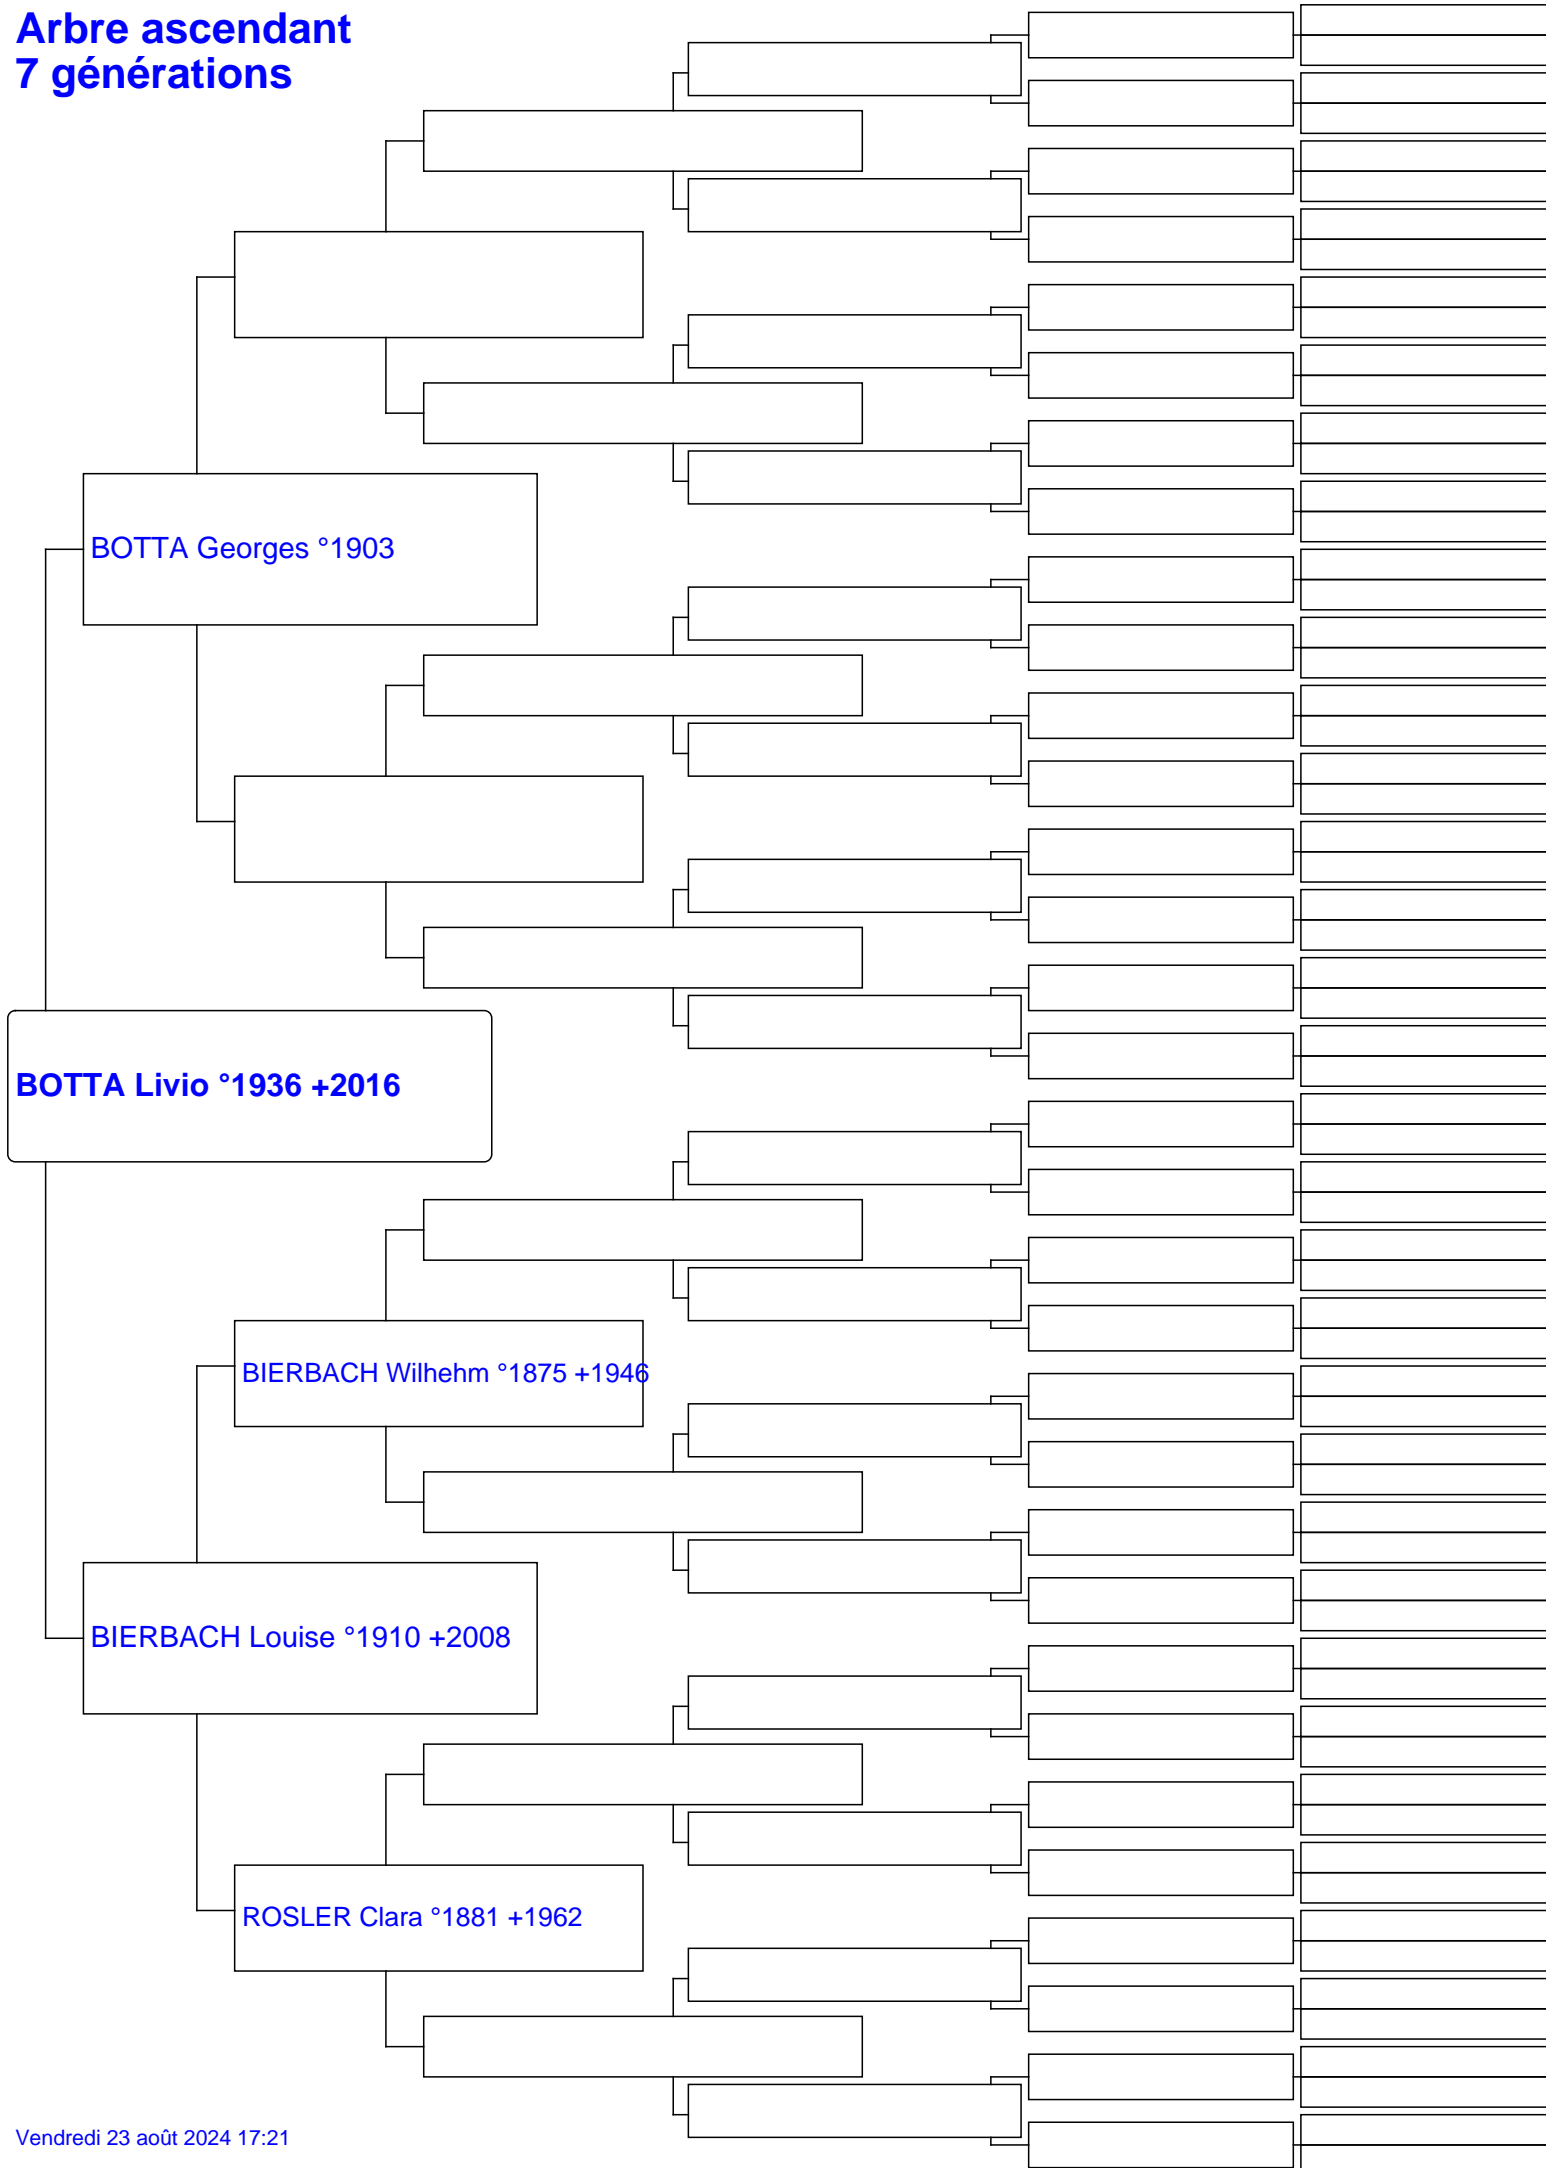 Arbre ascendant
7 générations
BOTTA Georges °1903
BOTTA Livio °1936 +2016
BIERBACH Wilhehm °1875 +1946
BIERBACH Louise °1910 +2008
ROSLER Clara °1881 +1962
Vendredi 23 août 2024 17:21